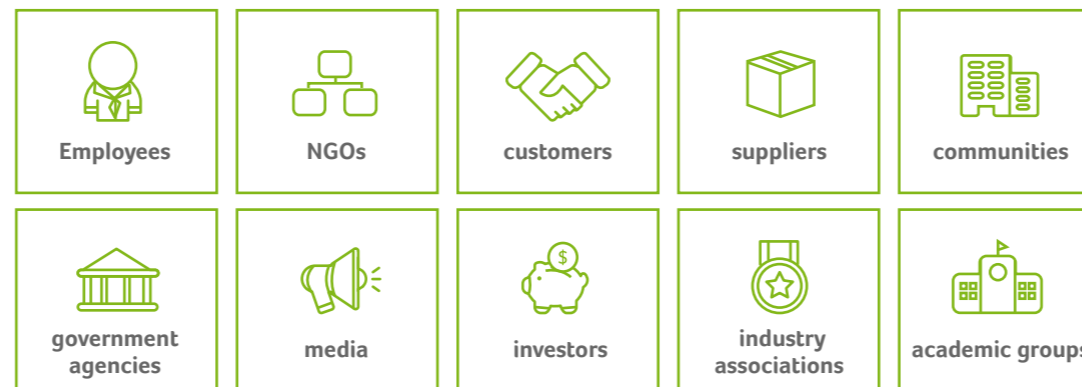 Employees
NGOs
customers
suppliers
communities
$
government
agencies
media
investors
industry
associations
academic groups